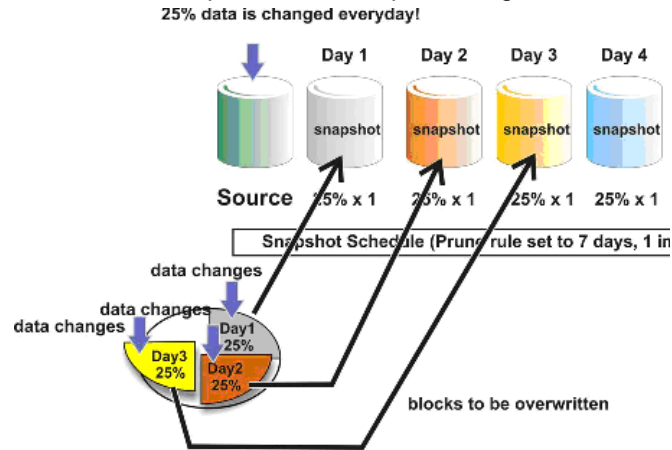 25% data is changed everyday!
Day 1 Day 2 Day 3 Day 4
snapshot snapshot snapshot snapshot
Source 25% x 1 25% x 1 25% x 1 25% x 1
Snapshot Schedule (Prune rule set to 7 days, 1 in
data changes
data changes
data changes
Day1
25%
Day3
25%
Day2
25%
blocks to be overwritten